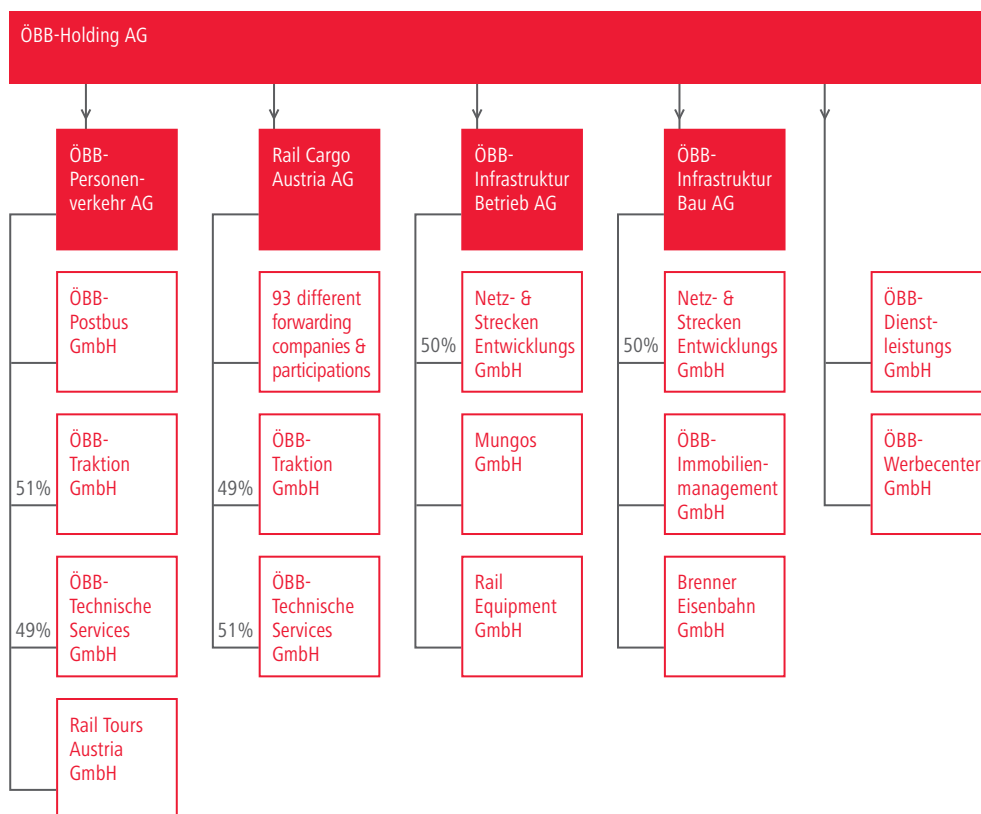 ÖBB-Holding AG
ÖBB-
Personen-
verkehr AG
Rail Cargo
Austria AG
ÖBB-
Infrastruktur
Betrieb AG
ÖBB-
Infrastruktur
Bau AG
ÖBB-
Postbus
GmbH
93 different
forwarding
companies &
participations
50%
Netz- &
Strecken
Entwicklungs
GmbH
50%
Netz- &
Strecken
Entwicklungs
GmbH
ÖBB-
Dienst-
leistungs
GmbH
51%
ÖBB-
Traktion
GmbH
49%
ÖBB-
Traktion
GmbH
Mungos
GmbH
ÖBB-
Immobilien-
management
GmbH
ÖBB-
Werbecenter
GmbH
49%
ÖBB-
Technische
Services
GmbH
51%
ÖBB-
Technische
Services
GmbH
Rail
Equipment
GmbH
Brenner
Eisenbahn
GmbH
Rail Tours
Austria
GmbH